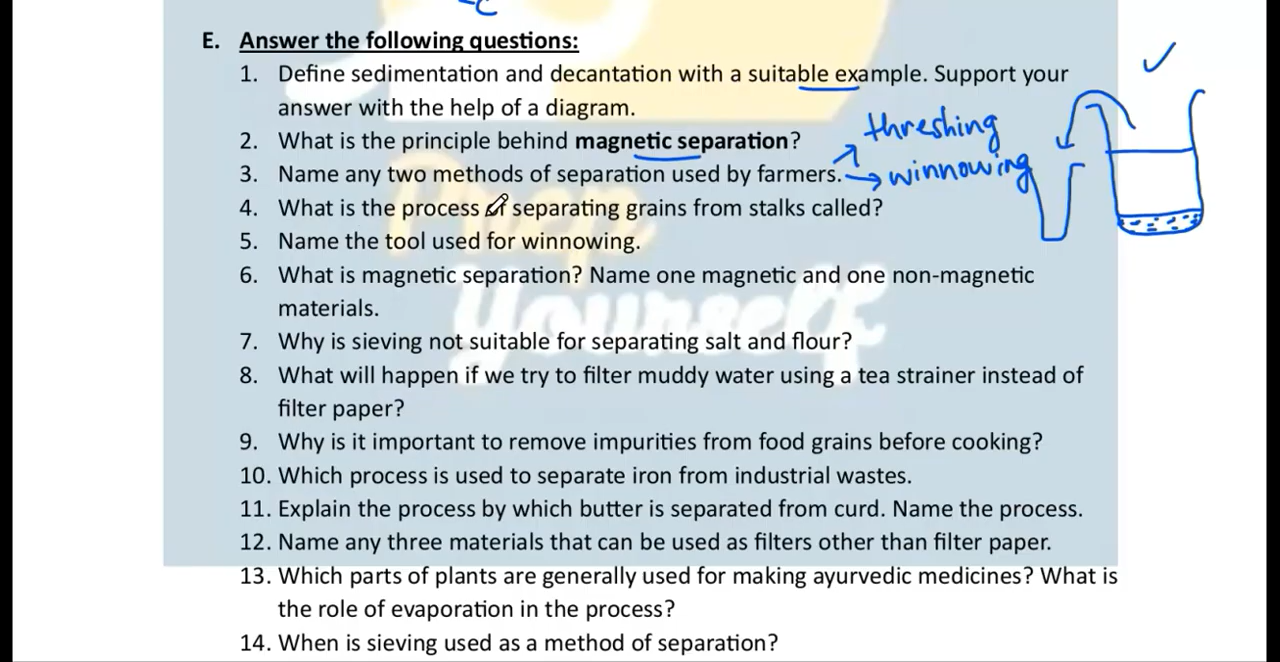 E. Answer the following questions:
1. Define sedimentation and decantation with a suitable example. Support your
answer with the help of a diagram.
2. What is the principle behind magnetic separation?
threshing
3. Name any two methods of separation used by farmers. → winnowing
4. What is the process of separating grains from stalks called?
5. Name the tool used for winnowing.
6. What is magnetic separation? Name one magnetic and one non-magnetic
materials.
7. Why is sieving not suitable for separating salt and flour?
8. What will happen if we try to filter muddy water using a tea strainer instead of
filter paper?
9. Why is it important to remove impurities from food grains before cooking?
10. Which process is used to separate iron from industrial wastes.
11. Explain the process by which butter is separated from curd. Name the process.
12. Name any three materials that can be used as filters other than filter paper.
13. Which parts of plants are generally used for making ayurvedic medicines? What is
the role of evaporation in the process?
14. When is sieving used as a method of separation?
Prep
Yourself